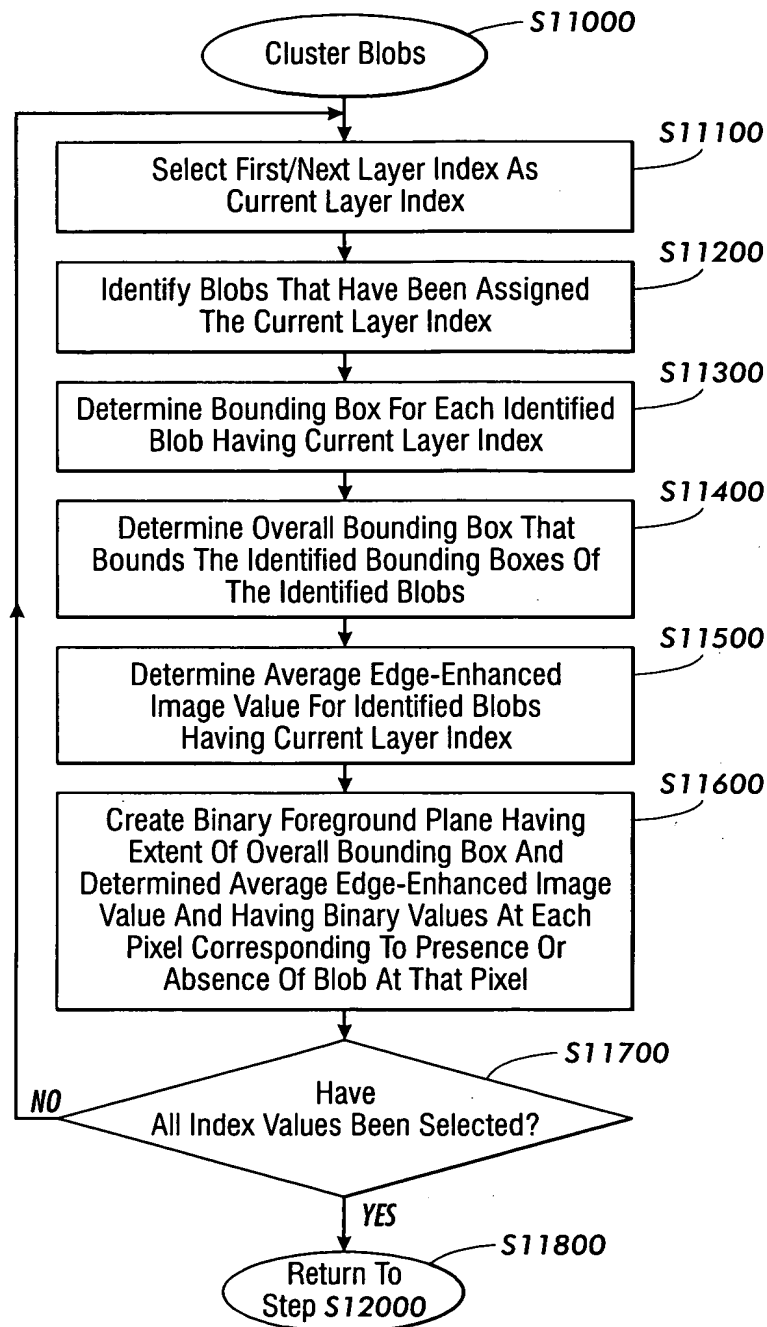 S11000
Cluster Blobs
S11100
Select First/Next Layer Index As
Current Layer Index
S11200
Identify Blobs That Have Been Assigned
The Current Layer Index
S11300
Determine Bounding Box For Each Identified
Blob Having Current Layer Index
S11400
Determine Overall Bounding Box That
Bounds The Identified Bounding Boxes Of
The Identified Blobs
S11500
Determine Average Edge-Enhanced
Image Value For Identified Blobs
Having Current Layer Index
S11600
Create Binary Foreground Plane Having
Extent Of Overall Bounding Box And
Determined Average Edge-Enhanced Image
Value And Having Binary Values At Each
Pixel Corresponding To Presence Or
Absence Of Blob At That Pixel
S11700
Have
All Index Values Been Selected?
NO
YES
S11800
Return To
Step S12000